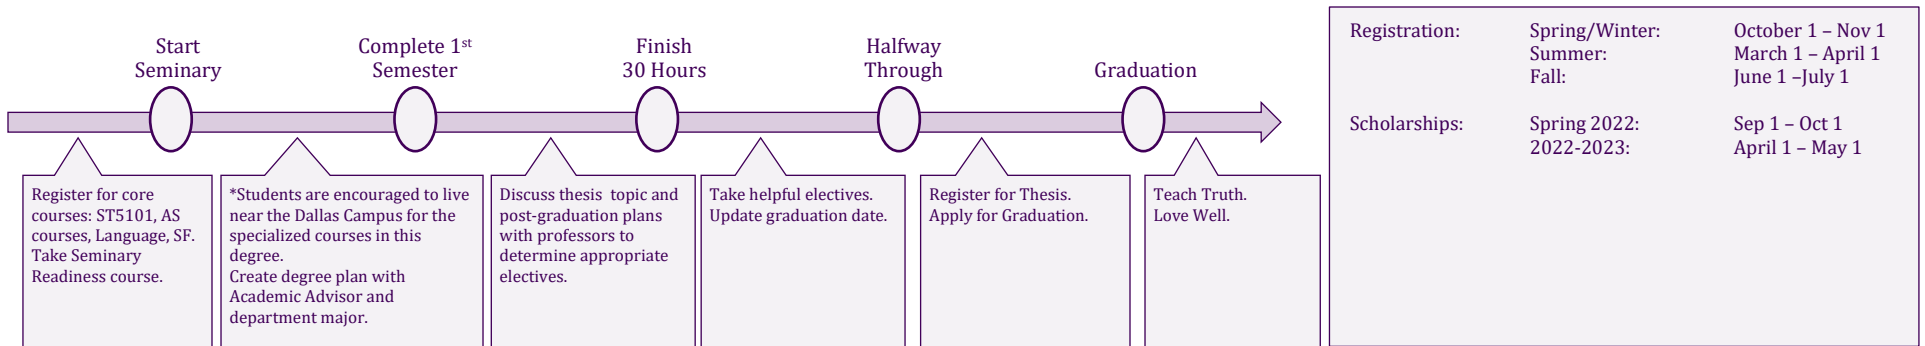 Start
Seminary
Complete 1st
Semester
Finish
30 Hours
Halfway
Through
Graduation
Register for core
courses: ST5101, AS
courses, Language, SF.
Take Seminary
Readiness course.
*Students are encouraged to live
near the Dallas Campus for the
specialized courses in this
degree.
Create degree plan with
Academic Advisor and
department major.
Discuss thesis topic and
post-graduation plans
with professors to
determine appropriate
electives.
Take helpful electives.
Update graduation date.
Register for Thesis.
Apply for Graduation.
Teach Truth.
Love Well.
Registration: Spring/Winter: October 1 – Nov 1
Summer: March 1 – April 1
Fall: June 1 –July 1
Scholarships: Spring 2022: Sep 1 – Oct 1
2022-2023: April 1 – May 1